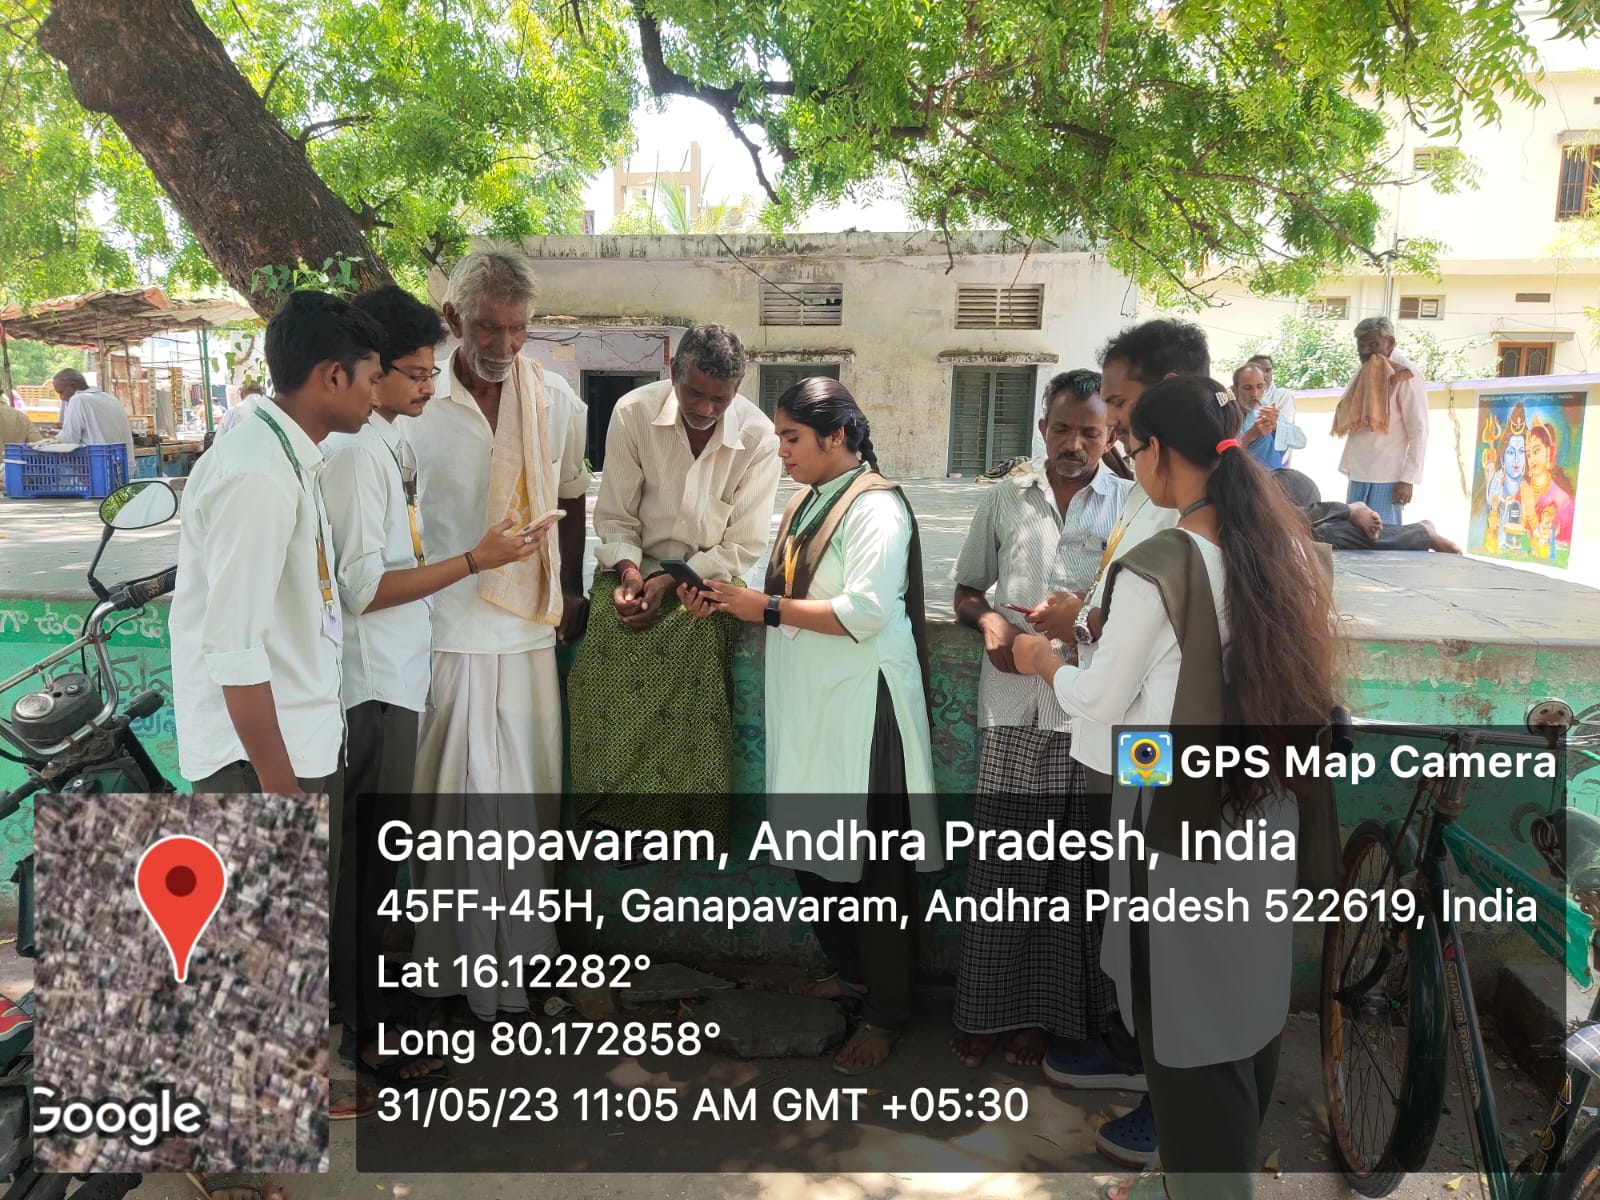 గా ఉండండి
GPS Map Camera
Ganapavaram, Andhra Pradesh, India
45FF+45H, Ganapavaram, Andhra Pradesh 522619, India
Lat 16.12282°
Long 80.172858°
31/05/23 11:05 AM GMT +05:30
Google